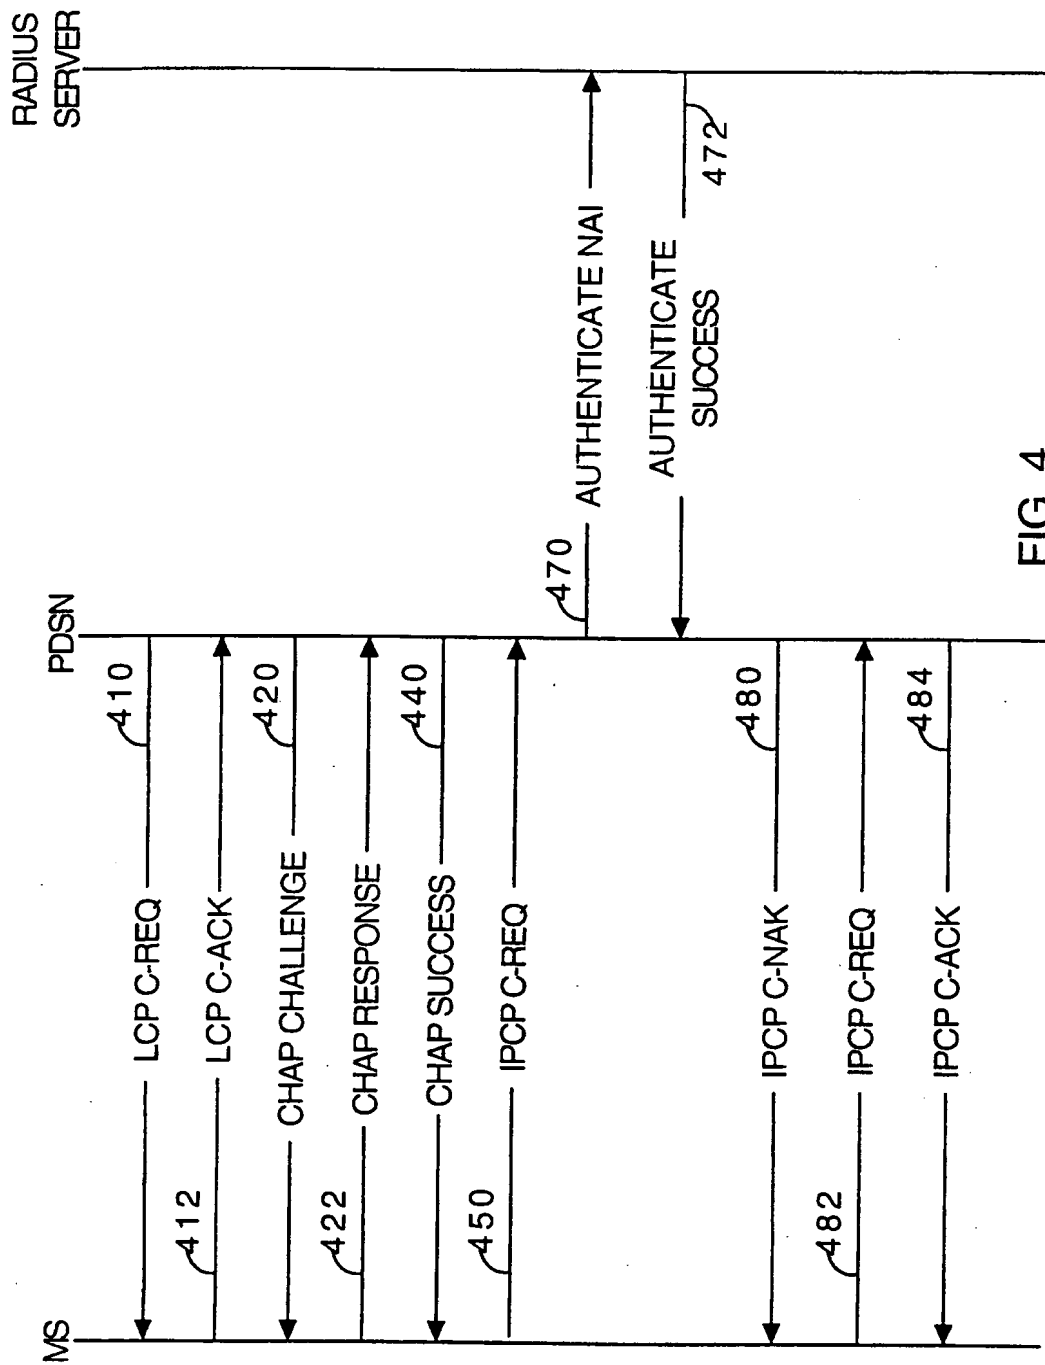 MS
PDSN
RADIUS
SERVER
410
LCP C-REQ
412
LCP C-ACK
420
CHAP CHALLENGE
422
CHAP RESPONSE
440
CHAP SUCCESS
450
IPCP C-REQ
470
AUTHENTICATE NAI
AUTHENTICATE
SUCCESS
472
480
IPCP C-NAK
482
IPCP C-REQ
484
IPCP C-ACK
FIG. 4